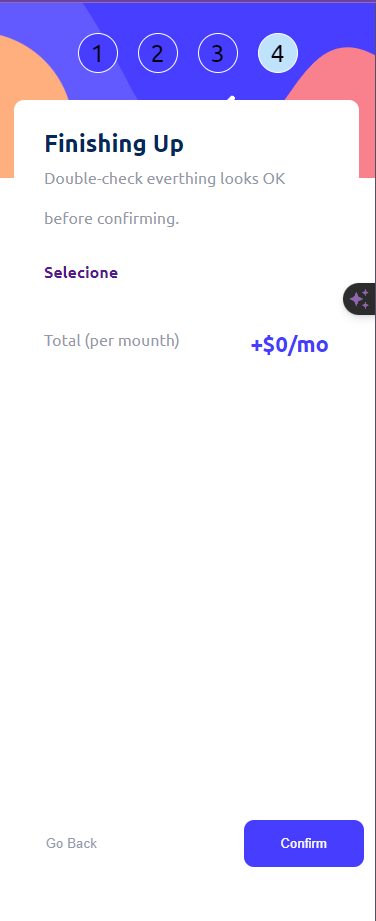 1 2 3 4
Finishing Up
Double-check everthing looks OK
before confirming.
Selecione
Total (per mounth) +$0/mo
Go Back Confirm